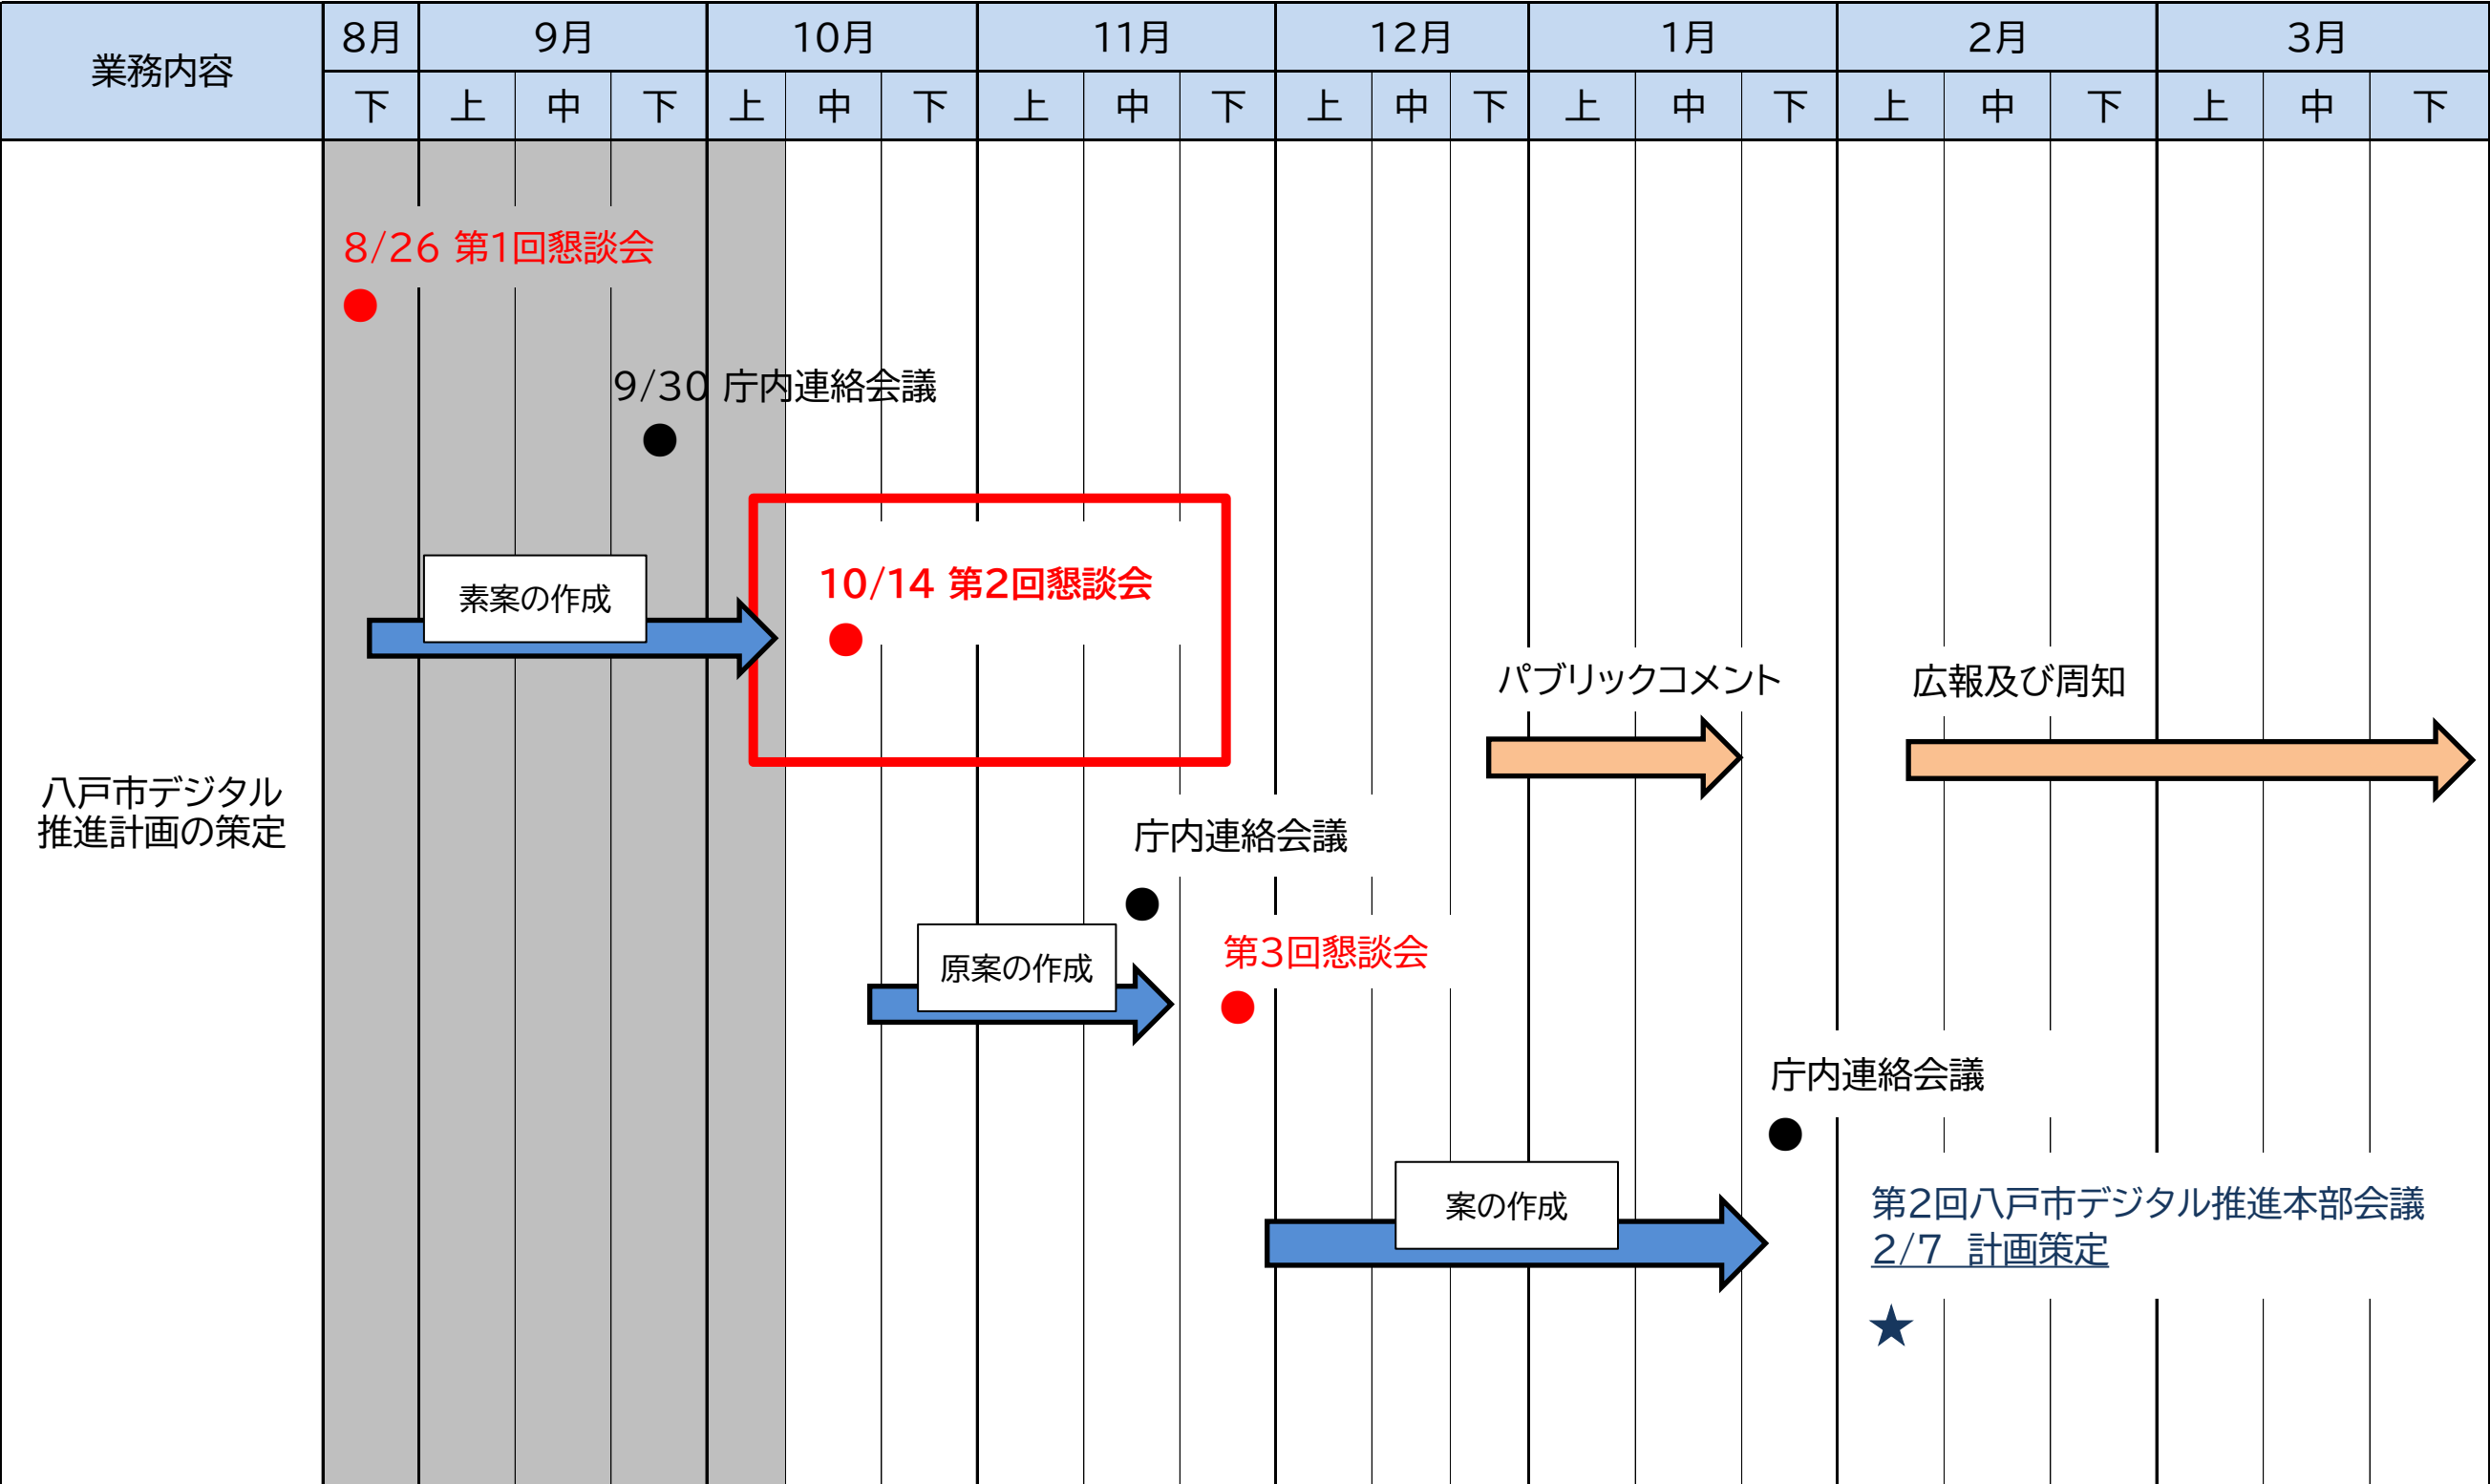 業務内容
8月 9月 10月 11月 12月 1月 2月 3月
下 上 中 下 上 中 下 上 中 下 上 中 下 上 中 下 上 中 下 上 中 下
8/26 第1回懇談会
9/30 庁内連絡会議
素案の作成
10/14 第2回懇談会
パブリックコメント
広報及び周知
八戸市デジタル
推進計画の策定
庁内連絡会議
原案の作成
第3回懇談会
庁内連絡会議
案の作成
第2回八戸市デジタル推進本部会議
2/7 計画策定